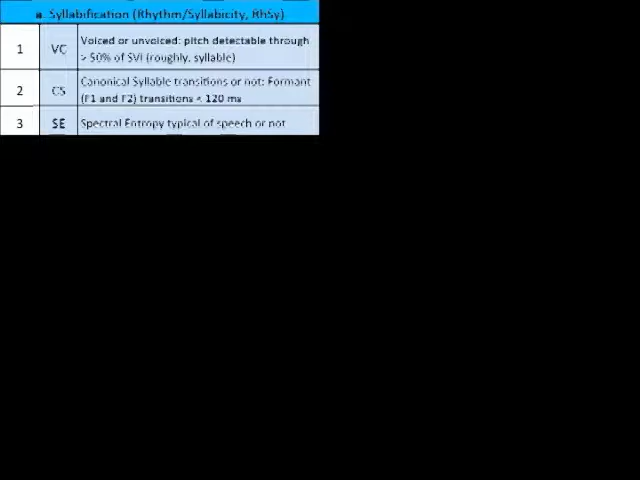 a. Syllabification (Rhythm/Syllabicity, RhSy)
1 VC Voiced or unvoiced: pitch detectable through
> 50% of SVI (roughly, syllable)
2 CS Canonical Syllable transitions or not: Formant
(F1 and F2) transitions < 120 ms
3 SE Spectral Entropy typical of speech or not